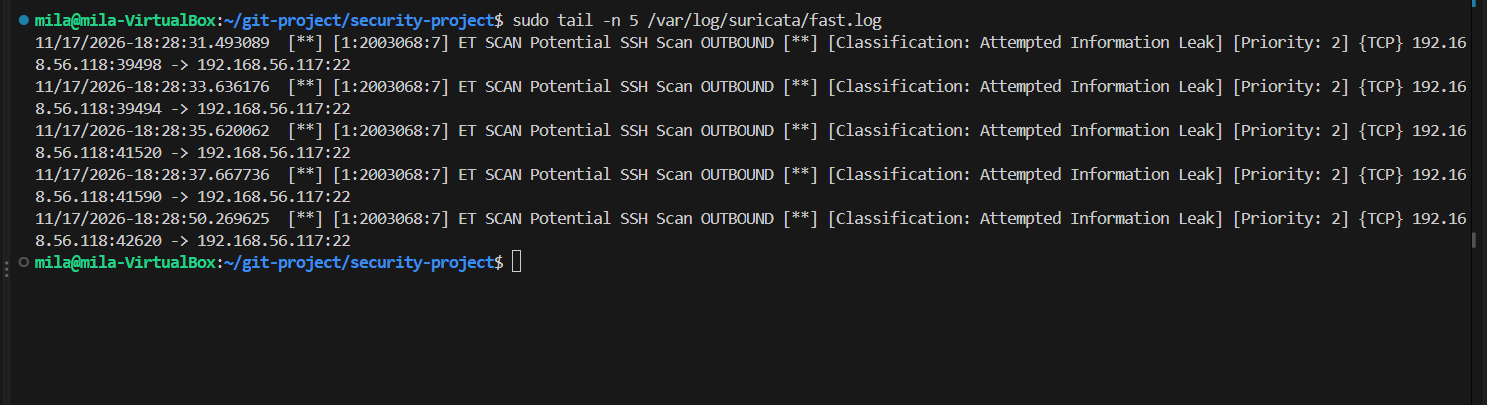 mila@mila-VirtualBox:~/git-project/security-project$ sudo tail -n 5 /var/log/suricata/fast.log
11/17/2026-18:28:31.493089  [**] [1:2003068:7] ET SCAN Potential SSH Scan OUTBOUND [**] [Classification: Attempted Information Leak] [Priority: 2] {TCP} 192.16
8.56.118:39498 -> 192.168.56.117:22
11/17/2026-18:28:33.636176  [**] [1:2003068:7] ET SCAN Potential SSH Scan OUTBOUND [**] [Classification: Attempted Information Leak] [Priority: 2] {TCP} 192.16
8.56.118:39494 -> 192.168.56.117:22
11/17/2026-18:28:35.620062  [**] [1:2003068:7] ET SCAN Potential SSH Scan OUTBOUND [**] [Classification: Attempted Information Leak] [Priority: 2] {TCP} 192.16
8.56.118:41520 -> 192.168.56.117:22
11/17/2026-18:28:37.667736  [**] [1:2003068:7] ET SCAN Potential SSH Scan OUTBOUND [**] [Classification: Attempted Information Leak] [Priority: 2] {TCP} 192.16
8.56.118:41590 -> 192.168.56.117:22
11/17/2026-18:28:50.269625  [**] [1:2003068:7] ET SCAN Potential SSH Scan OUTBOUND [**] [Classification: Attempted Information Leak] [Priority: 2] {TCP} 192.16
8.56.118:42620 -> 192.168.56.117:22
mila@mila-VirtualBox:~/git-project/security-project$